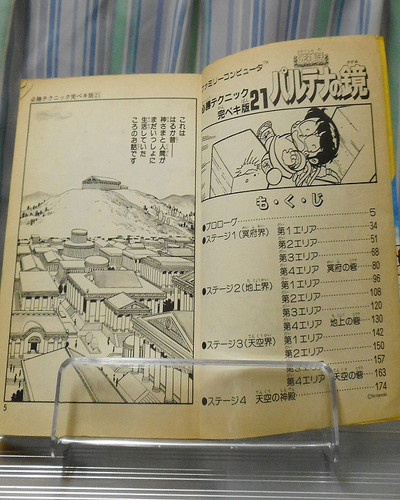 必勝テクニック完ペキ版㉑
これは
はるか昔――
神さまと人間が
まだいっしょに
生活していた
ころのお話です
5
ファミリーコンピュータ
必勝テクニック
完ペキ版21
パルテナの鏡
も・く・じ
●プロローグ 5
●ステージ1(冥府界) 第1エリア 34
第2エリア 51
第3エリア 68
第4エリア 冥府の砦 80
●ステージ2(地上界) 第1エリア 96
第2エリア 108
第3エリア 120
第4エリア 地上の砦 130
●ステージ3(天空界) 第1エリア 142
第2エリア 150
第3エリア 157
第4エリア 天空の砦 163
●ステージ4 天空の神殿 174
©Nintendo